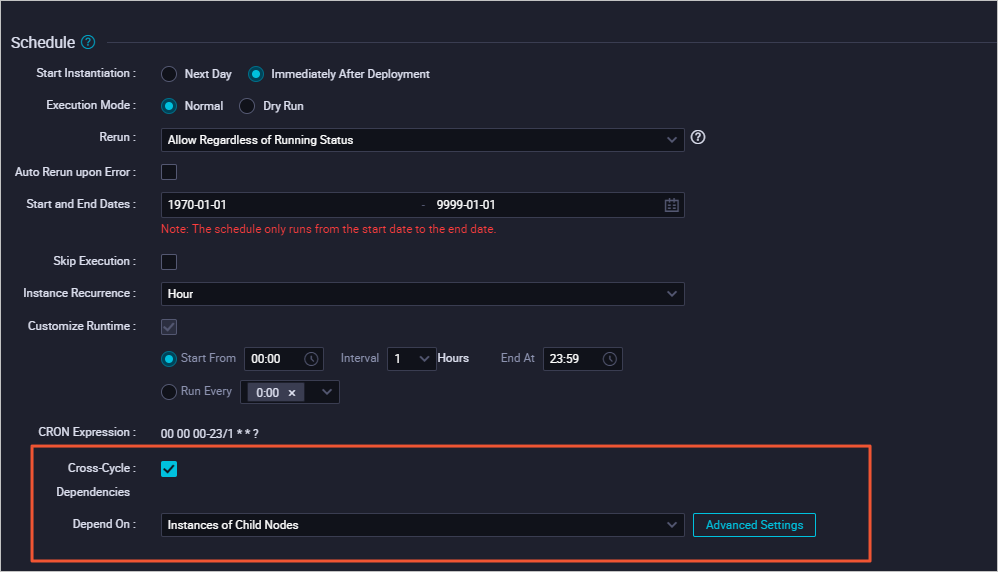 Schedule ?
Start Instantiation : Next Day Immediately After Deployment
Execution Mode : Normal Dry Run
Rerun : Allow Regardless of Running Status ?
Auto Rerun upon Error :
Start and End Dates : 1970-01-01 - 9999-01-01
Note: The schedule only runs from the start date to the end date.
Skip Execution :
Instance Recurrence : Hour
Customize Runtime :
Start From 00:00 Interval 1 Hours End At 23:59
Run Every 0:00 ×
CRON Expression : 00 00 00-23/1 * * ?
Cross-Cycle :
Dependencies
Depend On : Instances of Child Nodes Advanced Settings